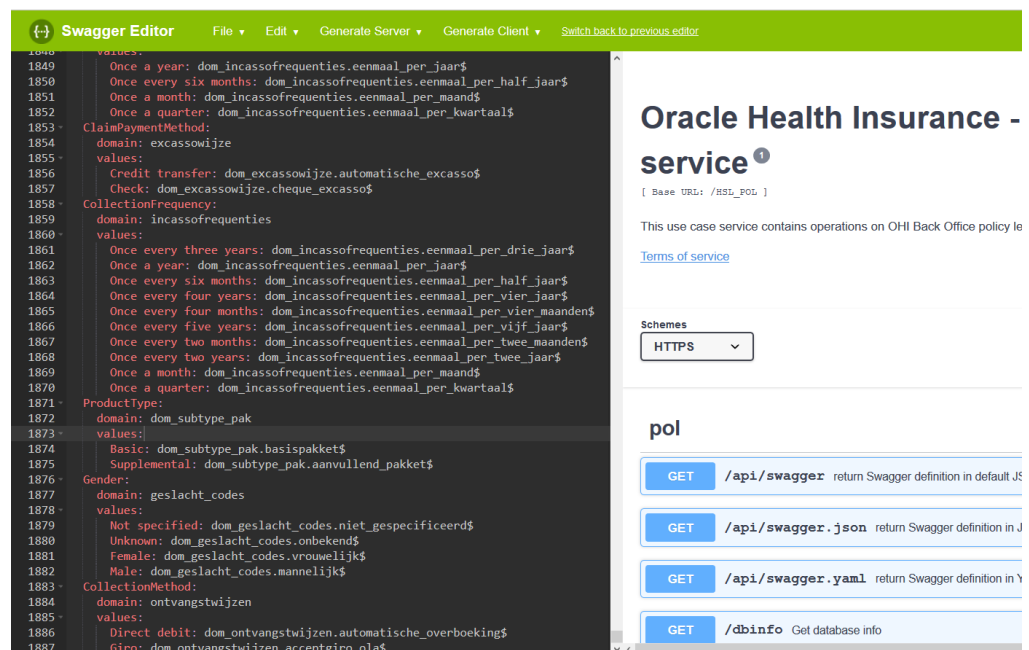 Swagger Editor File Edit Generate Server Generate Client Switch back to previous editor
1848 values:
1849 Once a year: dom_incassofrequenties.eenmaal_per_jaar$
1850 Once every six months: dom_incassofrequenties.eenmaal_per_half_jaar$
1851 Once a month: dom_incassofrequenties.eenmaal_per_maand$
1852 Once a quarter: dom_incassofrequenties.eenmaal_per_kwartaal$
1853 ClaimPaymentMethod:
1854 domain: excassowijze
1855 values:
1856 Credit transfer: dom_excassowijze.automatische_excasso$
1857 Check: dom_excassowijze.cheque_excasso$
1858 CollectionFrequency:
1859 domain: incassofrequenties
1860 values:
1861 Once every three years: dom_incassofrequenties.eenmaal_per_drie_jaar$
1862 Once a year: dom_incassofrequenties.eenmaal_per_jaar$
1863 Once every six months: dom_incassofrequenties.eenmaal_per_half_jaar$
1864 Once every four years: dom_incassofrequenties.eenmaal_per_vier_jaar$
1865 Once every four months: dom_incassofrequenties.eenmaal_per_vier_maanden$
1866 Once every five years: dom_incassofrequenties.eenmaal_per_vijf_jaar$
1867 Once every two months: dom_incassofrequenties.eenmaal_per_twee_maanden$
1868 Once every two years: dom_incassofrequenties.eenmaal_per_twee_jaar$
1869 Once a month: dom_incassofrequenties.eenmaal_per_maand$
1870 Once a quarter: dom_incassofrequenties.eenmaal_per_kwartaal$
1871 ProductType:
1872 domain: dom_subtype_pak
1873 values:
1874 Basic: dom_subtype_pak.basispakket$
1875 Supplemental: dom_subtype_pak.aanvullend_pakket$
1876 Gender:
1877 domain: geslacht_codes
1878 values:
1879 Not specified: dom_geslacht_codes.niet_gespecificeerd$
1880 Unknown: dom_geslacht_codes.onbekend$
1881 Female: dom_geslacht_codes.vrouwelijk$
1882 Male: dom_geslacht_codes.mannelijk$
1883 CollectionMethod:
1884 domain: ontvangstwijzen
1885 values:
1886 Direct debit: dom_ontvangstwijzen.automatische_overboeking$
1887 Giro: dom_ontvangstwijzen.accentgiro_ola$
Oracle Health Insurance -
service 1
[ Base URL: /HSL_POL ]
This use case service contains operations on OHI Back Office policy le
Terms of service
Schemes
HTTPS
pol
GET /api/swagger return Swagger definition in default JS
GET /api/swagger.json return Swagger definition in J
GET /api/swagger.yaml return Swagger definition in Y
GET /dbinfo Get database info